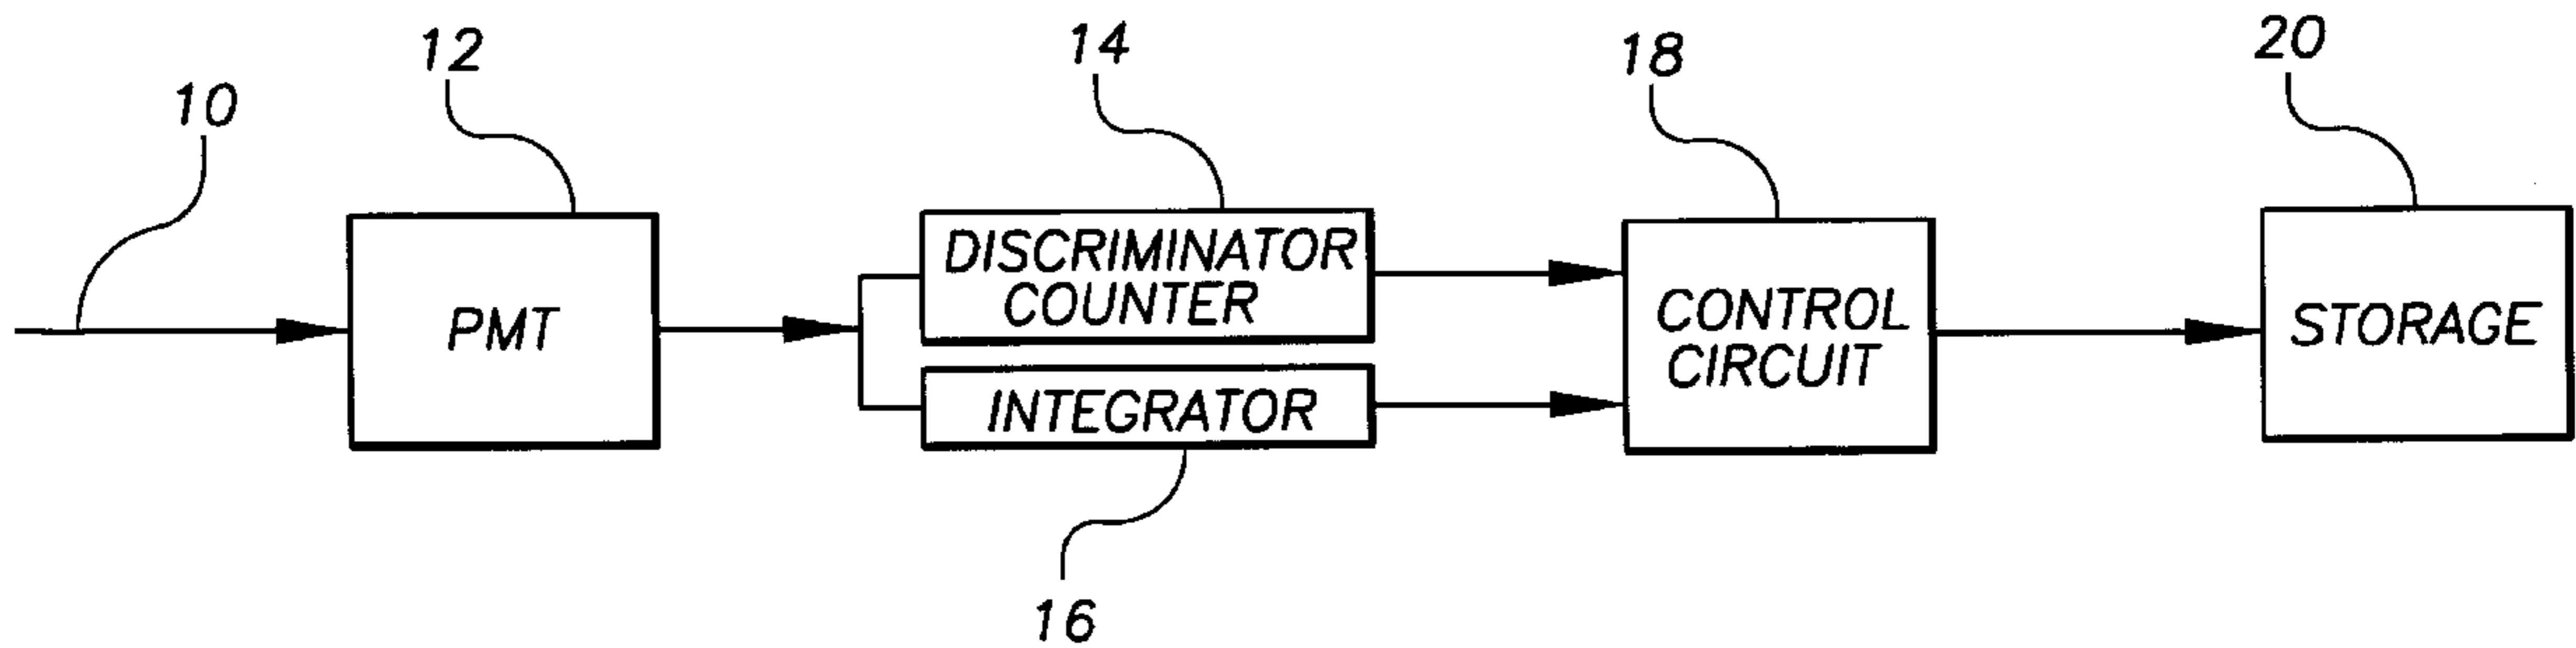 10
12
14
18
20
PMT
DISCRIMINATOR
COUNTER
INTEGRATOR
CONTROL
CIRCUIT
STORAGE
16